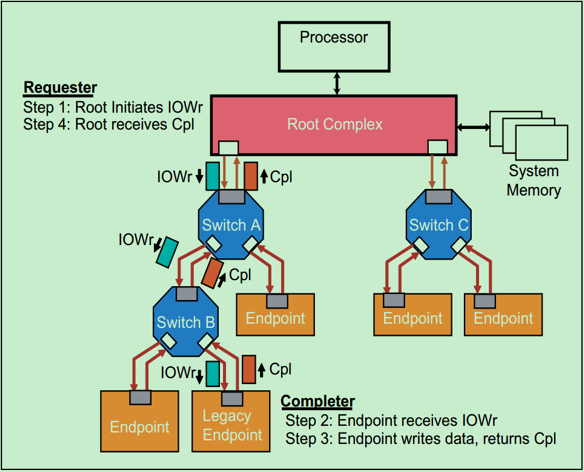 Processor
Requester
Step 1: Root Initiates IOWr
Step 4: Root receives Cpl
Root Complex
System
Memory
IOWr
Cpl
Switch A
Switch C
IOWr
Cpl
Endpoint
Endpoint
Endpoint
Switch B
IOWr
Cpl
Endpoint
Legacy
Endpoint
Completer
Step 2: Endpoint receives IOWr
Step 3: Endpoint writes data, returns Cpl